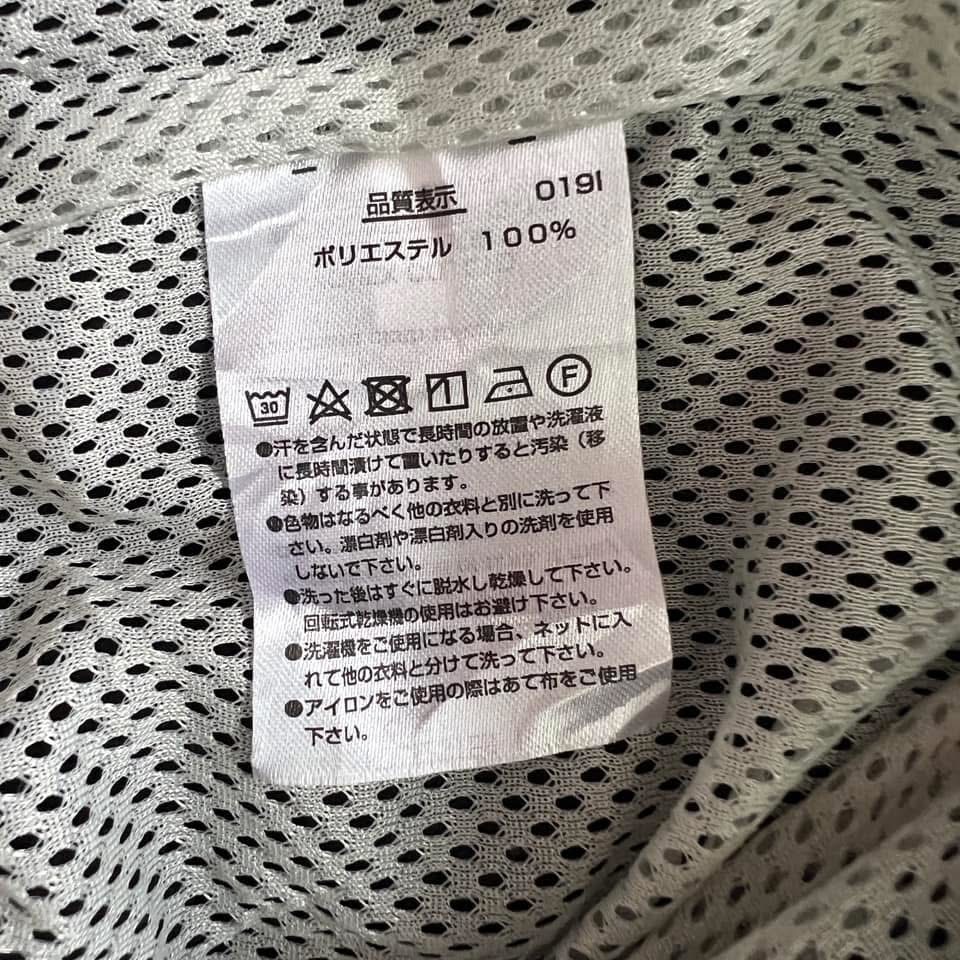 品質表示 019I
ポリエステル 100%
30 F
●汗を含んだ状態で長時間の放置や洗濯液
に長時間漬けて置いたりすると汚染（移
染）する事があります。
●色物はなるべく他の衣料と別に洗って下
さい。漂白剤や漂白剤入りの洗剤を使用
しないで下さい。
●洗った後はすぐに脱水し乾燥して下さい。
回転式乾燥機の使用はお避け下さい。
●洗濯機をご使用になる場合、ネットに入
れて他の衣料と分けて洗って下さい。
●アイロンをご使用の際はあて布をご使用
下さい。